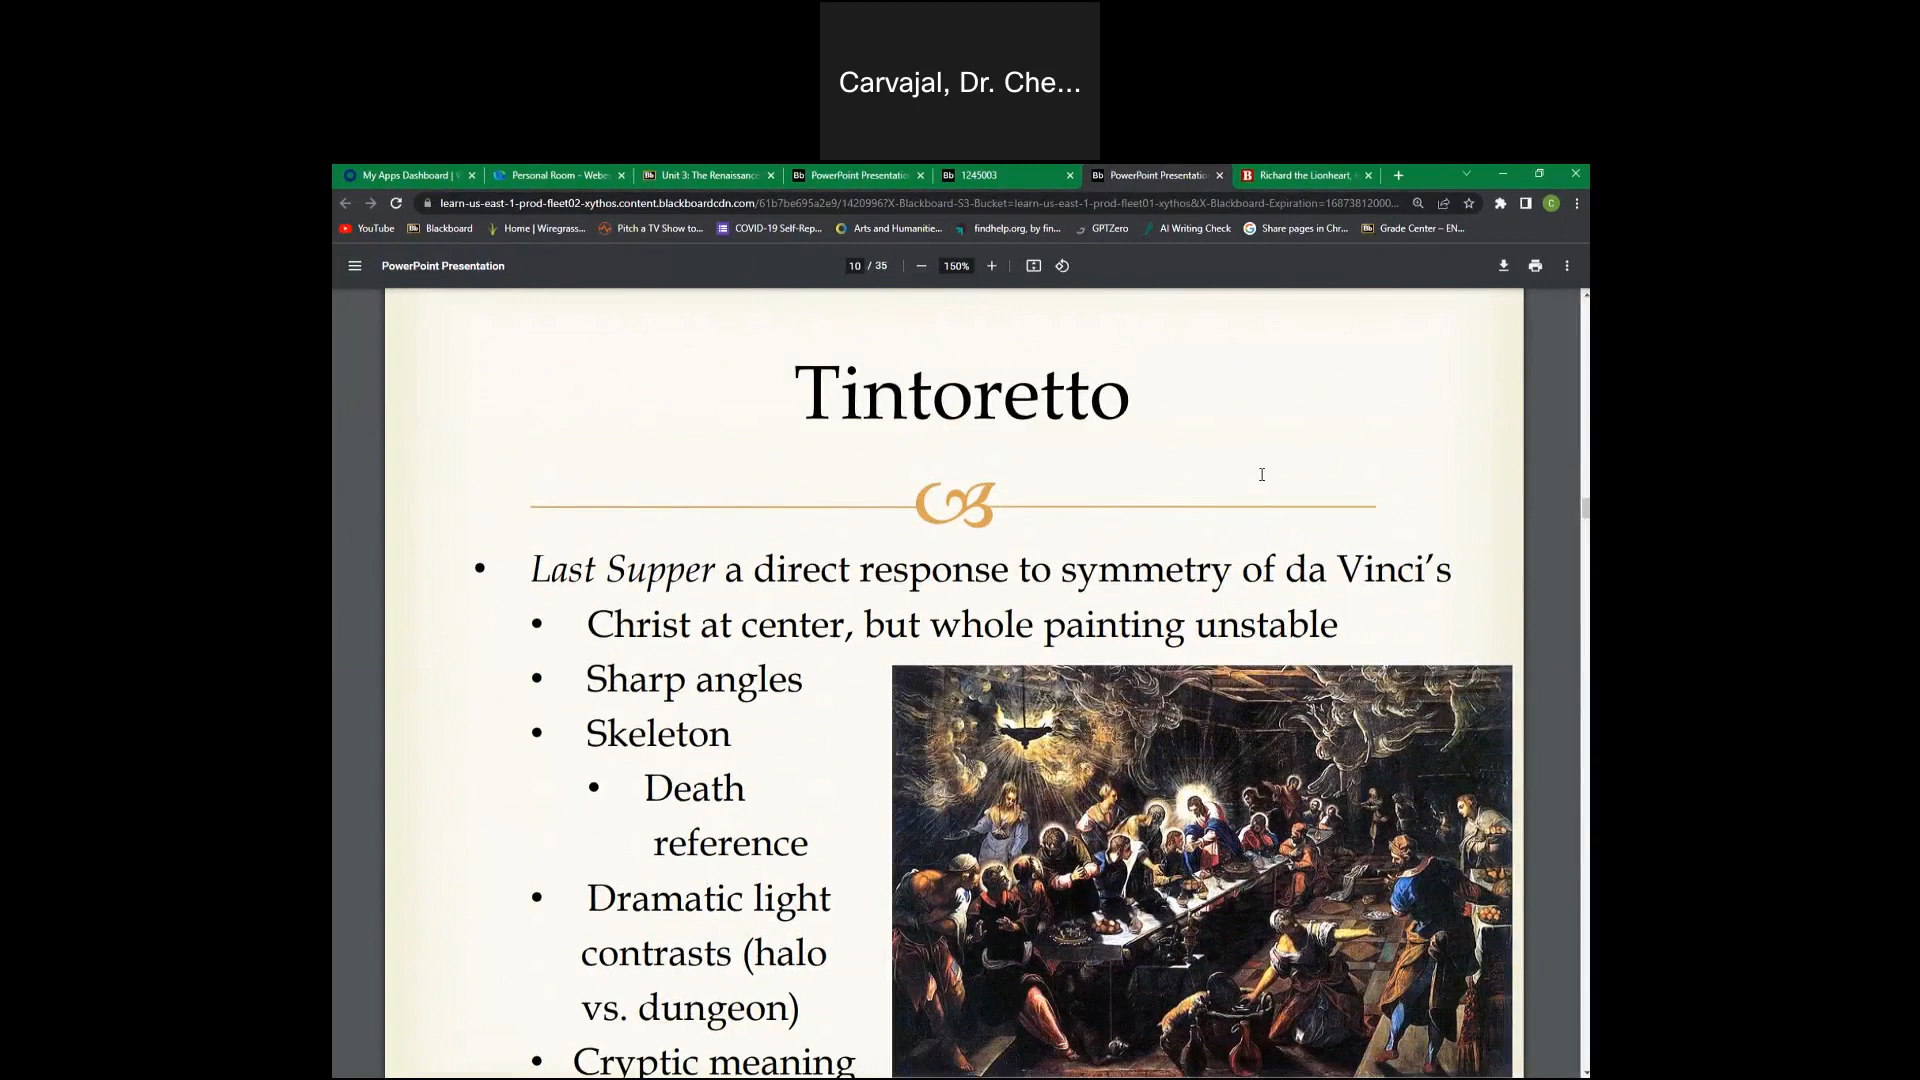 Carvajal, Dr. Che...
My Apps Dashboard |
Personal Room - Webe
Unit 3: The Renaissance
PowerPoint Presentatio
1245003
PowerPoint Presentatio
Richard the Lionheart,
learn-us-east-1-prod-fleet02-xythos.content.blackboardcdn.com/61b7be695a2e9/1420996?X-Blackboard-S3-Bucket=learn-us-east-1-prod-fleet01-xythos&X-Blackboard-Expiration=16873812000...
YouTube Blackboard Home | Wiregrass... Pitch a TV Show to... COVID-19 Self-Rep... Arts and Humanitie... findhelp.org, by fin... GPTZero AI Writing Check Share pages in Chr... Grade Center – EN...
PowerPoint Presentation 10 / 35 — 150% +
Tintoretto
• Last Supper a direct response to symmetry of da Vinci’s
• Christ at center, but whole painting unstable
• Sharp angles
• Skeleton
• Death
reference
• Dramatic light
contrasts (halo
vs. dungeon)
• Cryptic meaning